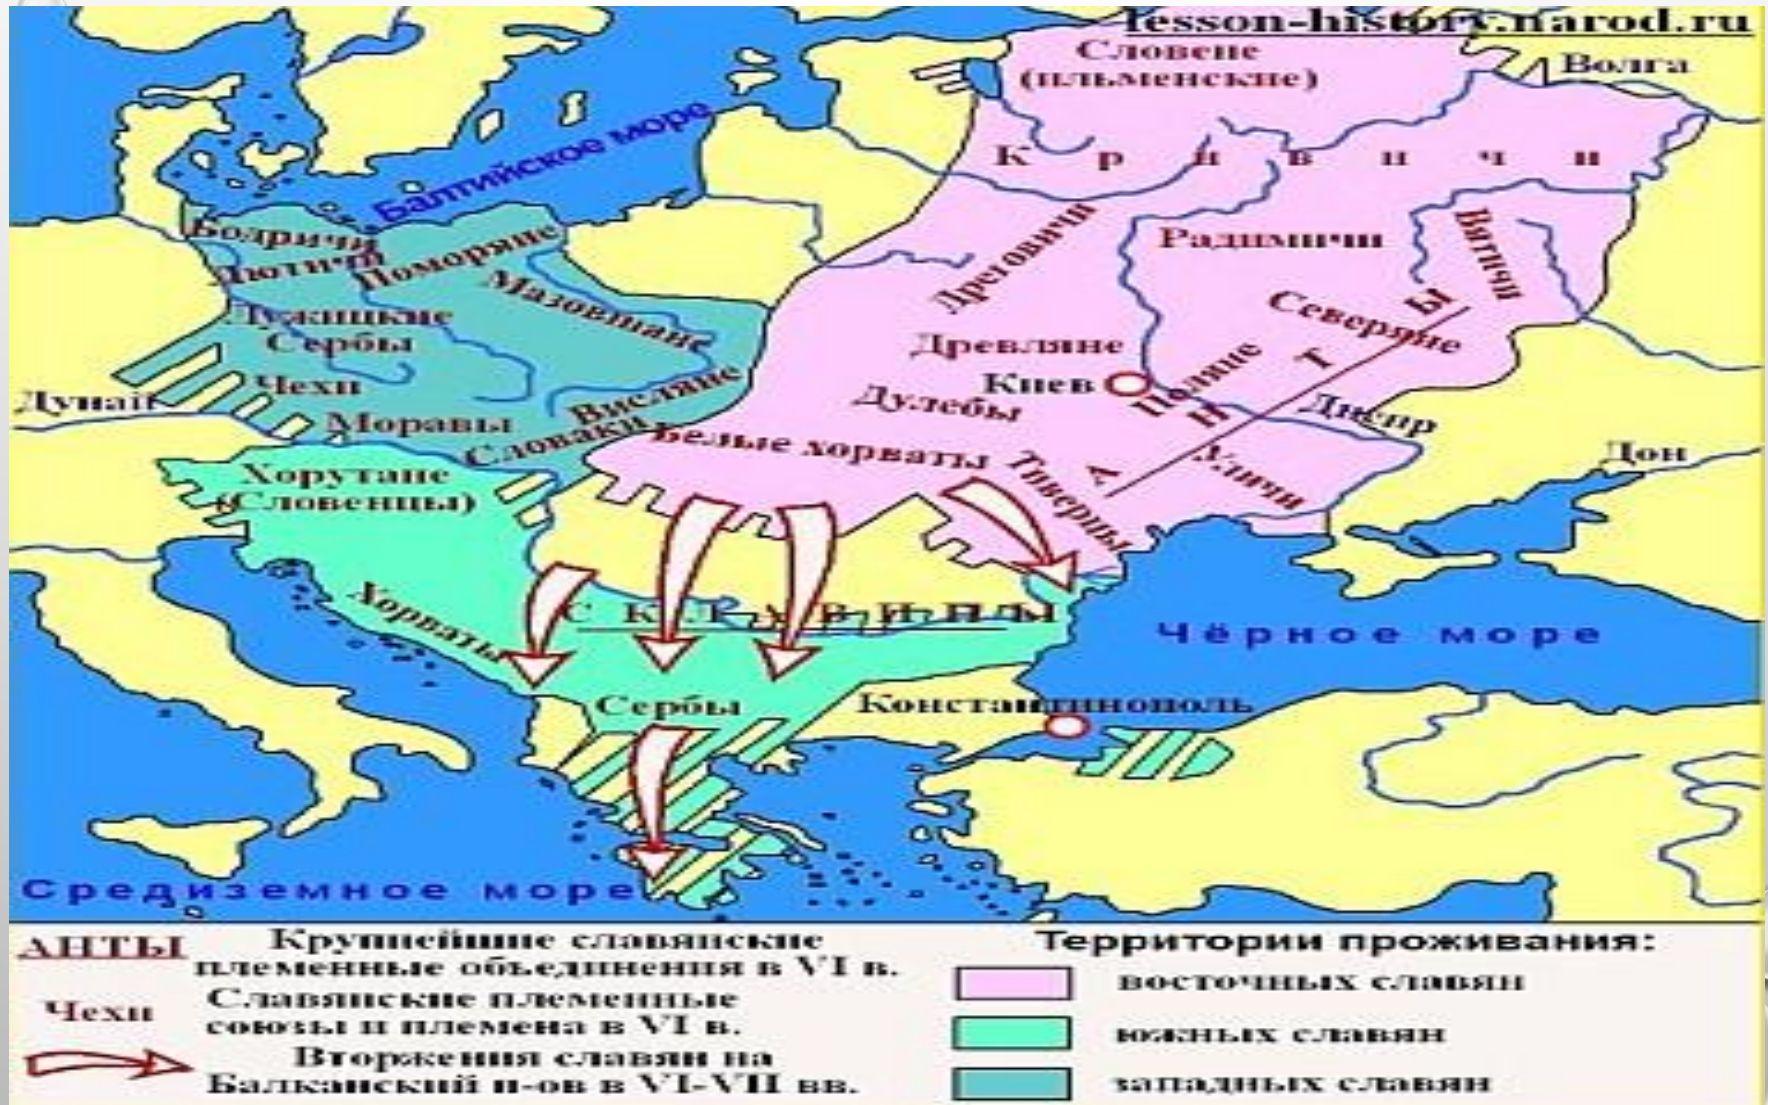 lesson-history.narod.ru
Словене
(ильменские)
Волга
Балтийское море
К р и в и ч и
Бодричи
Лютичи
Поморяне
Мазовшане
Дреговичи
Радимичи
Вятичи
Лужицкие
Сербы
Северяне
Древляне
Киев
Поляне
АНТЫ
Дунай
Чехи
Моравы
Висляне
Словаки
Дулебы
Белые хорваты
Днепр
Дон
Тиверцы
Уличи
Хорутане
(Словенцы)
Хорваты
С К Л А В И Н Ы
Чёрное море
Сербы
Константинополь
Средиземное море
АНТЫ
Крупнейшие славянские
племенные объединения в VI в.
Чехи
Славянские племенные
союзы и племена в VI в.
Вторжения славян на
Балканский п-ов в VI-VII вв.
Территории проживания:
восточных славян
южных славян
западных славян